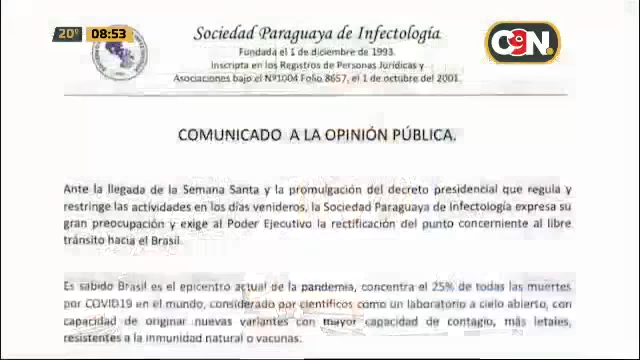 20° 08:53
C9N
Sociedad Paraguaya de Infectología
Fundada el 1 de diciembre de 1993.
Inscripta en los Registros de Personas Jurídicas y
Asociaciones bajo el Nº1004 Folio 8657, el 1 de octubre del 2001.
COMUNICADO A LA OPINIÓN PÚBLICA.
Ante la llegada de la Semana Santa y la promulgación del decreto presidencial que regula y
restringe las actividades en los días venideros, la Sociedad Paraguaya de Infectología expresa su
gran preocupación y exige al Poder Ejecutivo la rectificación del punto concerniente al libre
tránsito hacia el Brasil.
Es sabido Brasil es el epicentro actual de la pandemia, concentra el 25% de todas las muertes
por COVID19 en el mundo, considerado por científicos como un laboratorio a cielo abierto, con
capacidad de originar nuevas variantes con mayor capacidad de contagio, más letales,
resistentes a la inmunidad natural o vacunas.